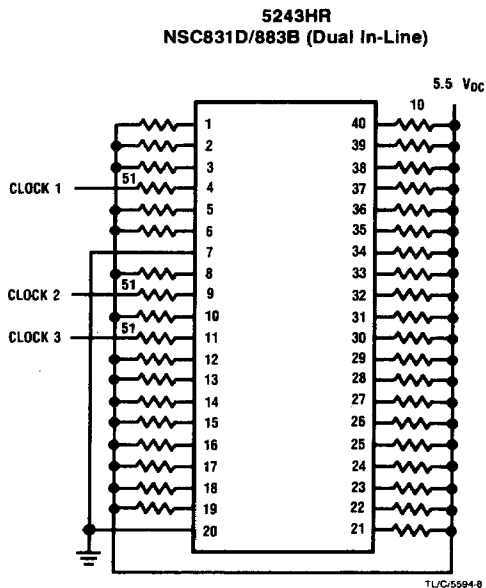 5243HR
NSC831D/883B (Dual In-Line)
5.5 VDC
10
1 40
2 39
3 38
CLOCK 1 51 4 37
5 36
6 35
7 34
8 33
CLOCK 2 51 9 32
10 31
CLOCK 3 51 11 30
12 29
13 28
14 27
15 26
16 25
17 24
18 23
19 22
20 21
TL/C/5594-8